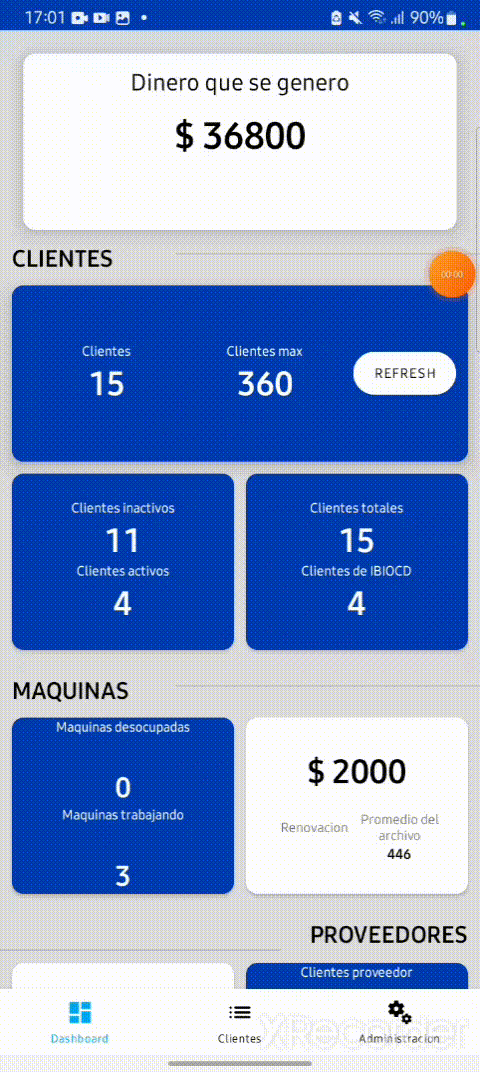 17:01 90%
Dinero que se genero
$ 36800
CLIENTES
00:00
Clientes Clientes max
15 360 REFRESH
Clientes inactivos Clientes totales
11 15
Clientes activos Clientes de IBIOCD
4 4
MAQUINAS
Maquinas desocupadas
0
Maquinas trabajando
3
$ 2000
Renovacion Promedio del
archivo
446
PROVEEDORES
Clientes proveedor
Dashboard Clientes Administracion
XRecorder